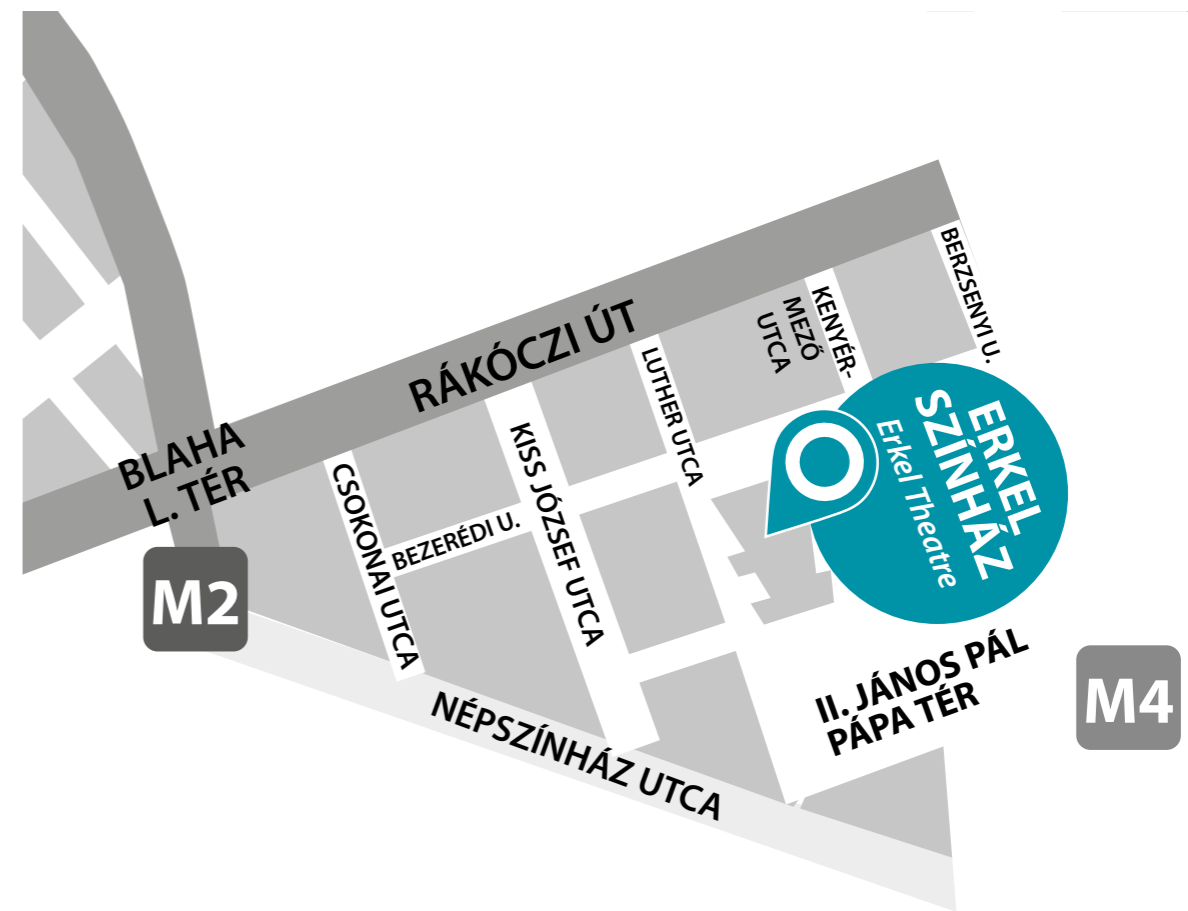 BERZSENYI U.
KENYÉR-
MEZŐ
UTCA
RÁKÓCZI ÚT
LUTHER UTCA
ERKEL
SZÍNHÁZ
Erkel Theatre
KISS JÓZSEF UTCA
BLAHA
L. TÉR
CSOKONAI UTCA
BEZERÉDI U.
M2
II. JÁNOS PÁL
PÁPA TÉR
M4
NÉPSZÍNHÁZ UTCA